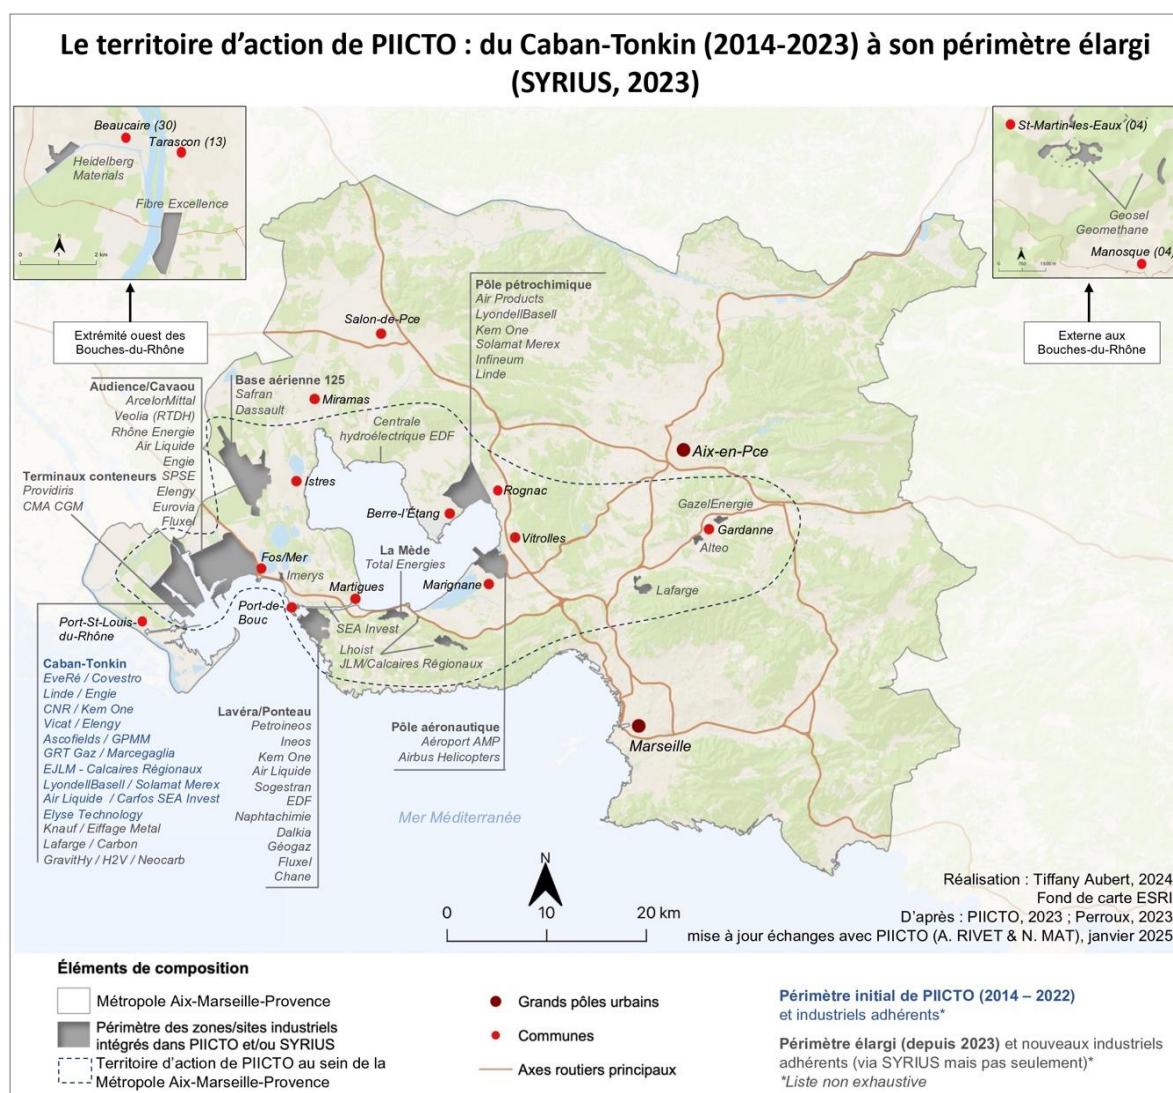 Le territoire d'action de PIICTO : du Caban-Tonkin (2014-2023) à son périmètre élargi
(SYRIUS, 2023)
Beaucaire (30)
Tarascon (13)
Heidelberg
Materials
Fibre Excellence
0 1 2 km
Extrémité ouest des
Bouches-du-Rhône
St-Martin-les-Eaux (04)
Geosel
Geomethane
Manosque (04)
Externe aux
Bouches-du-Rhône
Pôle pétrochimique
Air Products
LyondellBasell
Kem One
Solamat Merex
Infineum
Linde
Salon-de-Pce
Audience/Cavaou
ArcelorMittal
Veolia (RTDH)
Rhône Energie
Air Liquide
Engie
SPSE
Elengy
Eurovia
Fluxel
Base aérienne 125
Safran
Dassault
Miramas
Centrale
hydroélectrique EDF
Terminaux conteneurs
Providiris
CMA CGM
Istres
Berre-l'Étang
Rognac
Aix-en-Pce
GazelEnergie
Gardanne
Alteo
Vitrolles
La Mède
Total Energies
Fos/Mer
Imerys
Martigues
Marignane
Lafarge
Port-de-
Bouc
SEA Invest
Port-St-Louis-
du-Rhône
Lhoist
JLM/Calcaires Régionaux
Caban-Tonkin
EveRé / Covestro
Linde / Engie
CNR / Kem One
Vicat / Elengy
Ascofields / GPMM
GRT Gaz / Marcegaglia
EJLM - Calcaires Régionaux
LyondellBasell / Solamat Merex
Air Liquide / Carfos SEA Invest
Elyse Technology
Knauf / Eiffage Metal
Lafarge / Carbon
GravitHy / H2V / Neocarb
Lavéra/Ponteau
Petroineos
Ineos
Kem One
Air Liquide
Sogestran
EDF
Naphtachimie
Dalkia
Géogaz
Fluxel
Chane
Pôle aéronautique
Aéroport AMP
Airbus Helicopters
Marseille
Mer Méditerranée
N
0 10 20 km
Réalisation : Tiffany Aubert, 2024
Fond de carte ESRI
D'après : PIICTO, 2023 ; Perroux, 2023
mise à jour échanges avec PIICTO (A. RIVET & N. MAT), janvier 2025
Éléments de composition
Métropole Aix-Marseille-Provence
Périmètre des zones/sites industriels
intégrés dans PIICTO et/ou SYRIUS
Territoire d'action de PIICTO au sein de la
Métropole Aix-Marseille-Provence
Grands pôles urbains
Communes
Axes routiers principaux
Périmètre initial de PIICTO (2014 – 2022)
et industriels adhérents*
Périmètre élargi (depuis 2023) et nouveaux industriels
adhérents (via SYRIUS mais pas seulement)*
*Liste non exhaustive